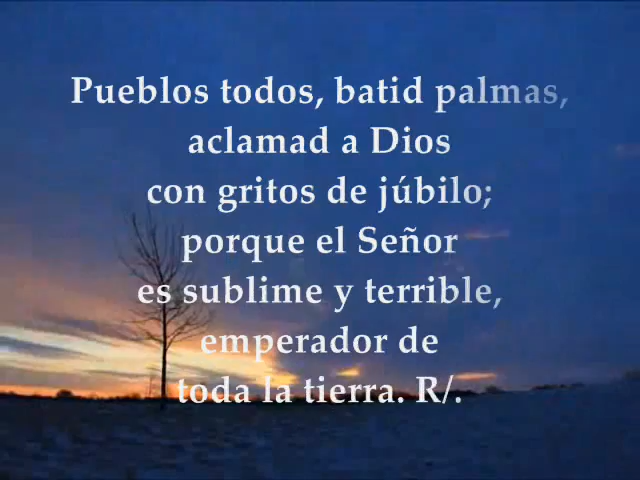 Pueblos todos, batid palmas,
aclamad a Dios
con gritos de júbilo;
porque el Señor
es sublime y terrible,
emperador de
toda la tierra. R/.